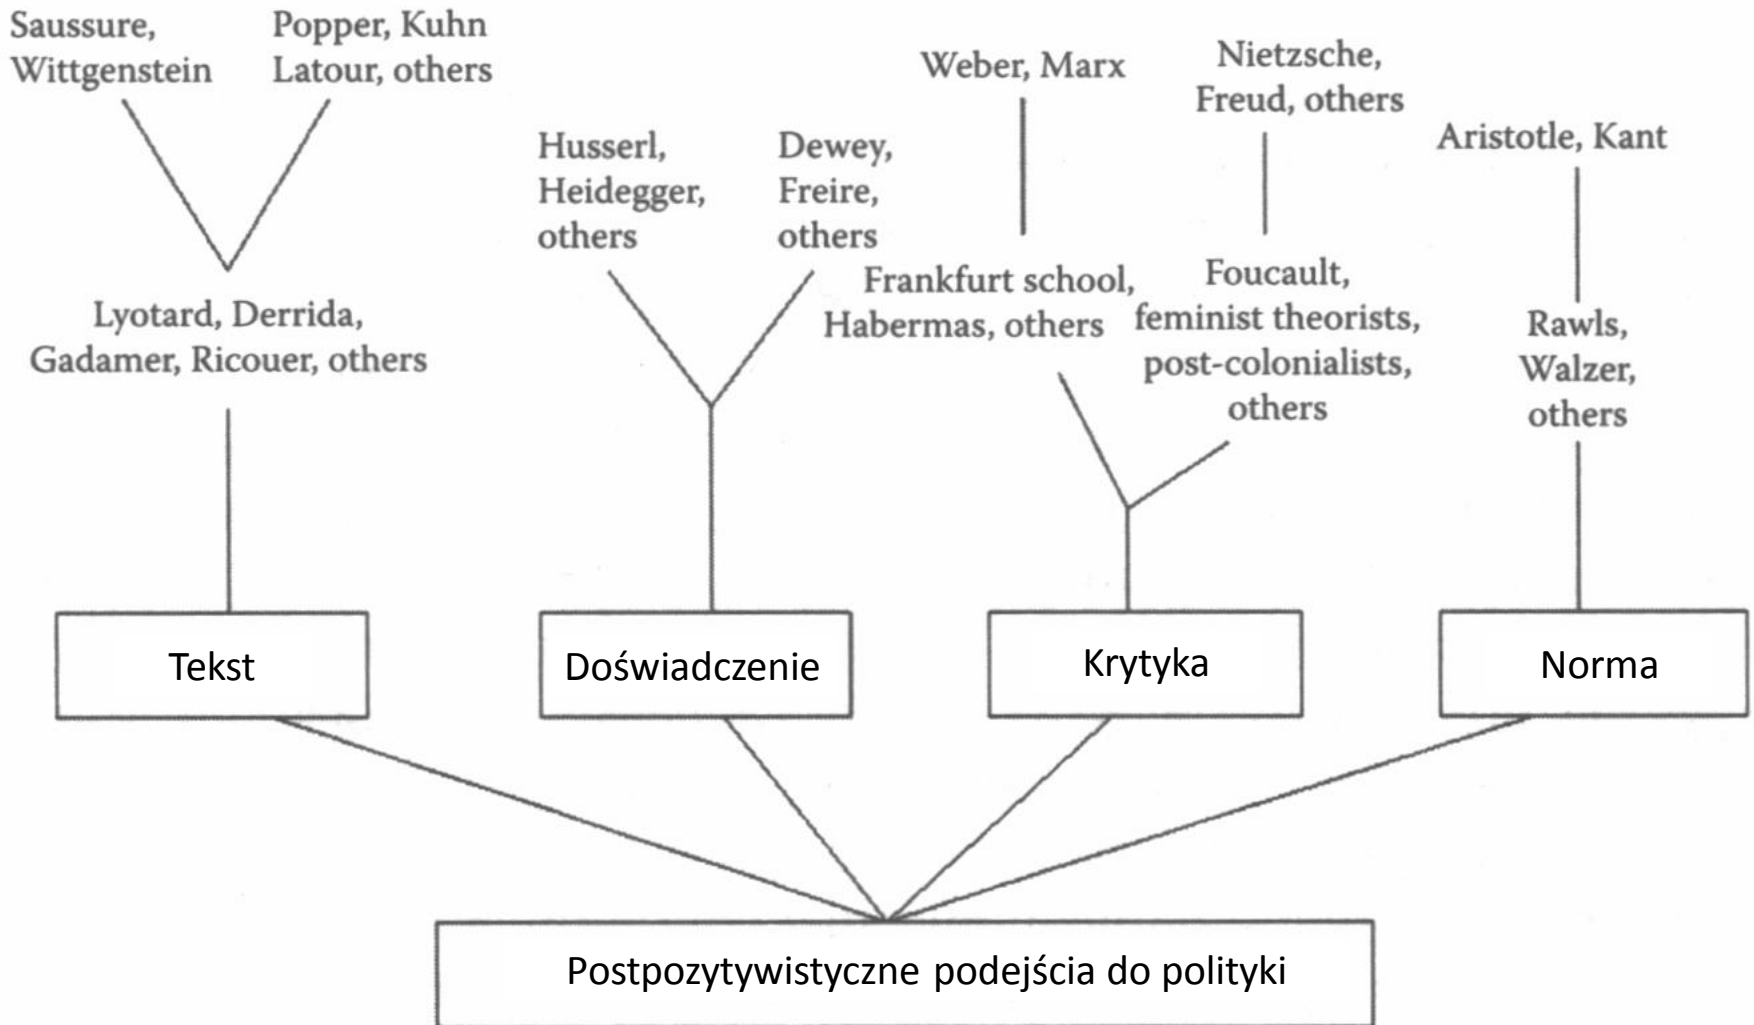 Saussure,
Wittgenstein
Popper, Kuhn
Latour, others
Lyotard, Derrida,
Gadamer, Ricouer, others
Husserl,
Heidegger,
others
Dewey,
Freire,
others
Weber, Marx
Frankfurt school,
Habermas, others
Nietzsche,
Freud, others
Foucault,
feminist theorists,
post-colonialists,
others
Aristotle, Kant
Rawls,
Walzer,
others
Tekst
Doświadczenie
Krytyka
Norma
Postpozytywistyczne podejścia do polityki